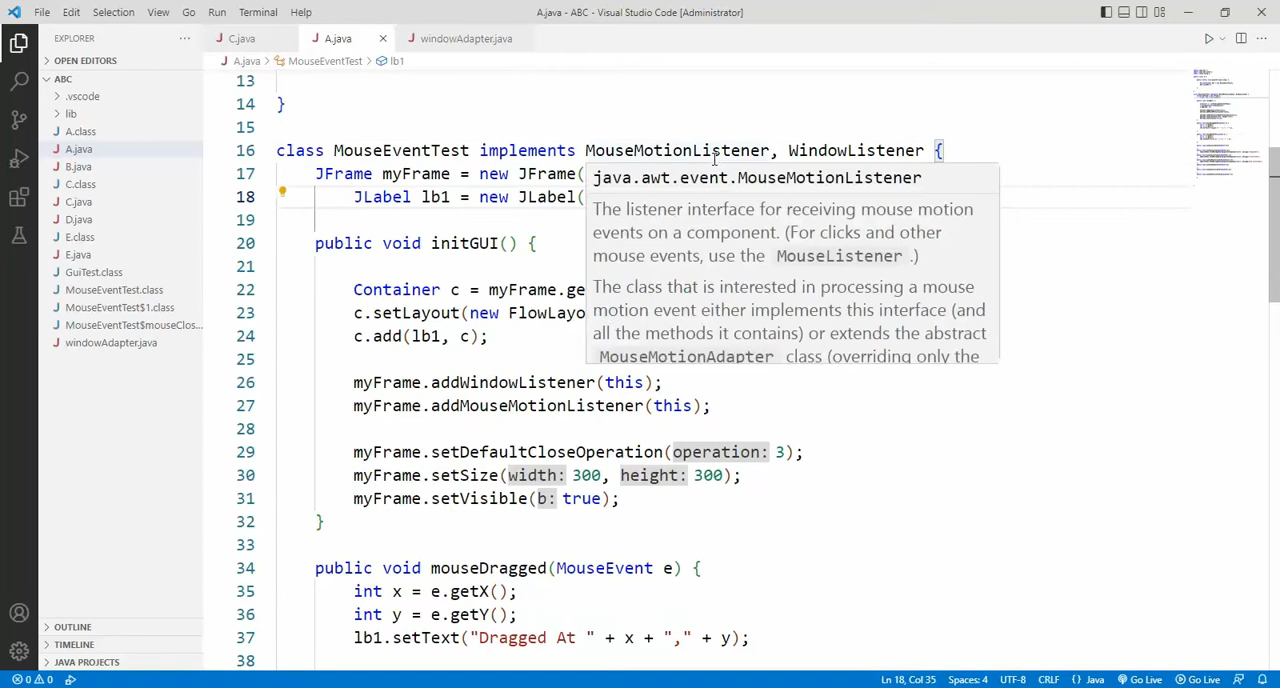 File Edit Selection View Go Run Terminal Help
A.java - ABC - Visual Studio Code [Administrator]
EXPLORER
C.java
A.java
windowAdapter.java
OPEN EDITORS
ABC
.vscode
lib
A.class
A.java
B.java
C.class
C.java
D.java
E.class
E.java
GuiTest.class
MouseEventTest.class
MouseEventTest$1.class
MouseEventTest$mouseClos...
windowAdapter.java
OUTLINE
TIMELINE
JAVA PROJECTS
A.java > MouseEventTest > lb1
13
14 }
15
16 class MouseEventTest implements MouseMotionListener, WindowListener {
17 JFrame myFrame = new JFrame(
18 JLabel lb1 = new JLabel(
19
20 public void initGUI() {
21
22 Container c = myFrame.ge
23 c.setLayout(new FlowLayo
24 c.add(lb1, c);
25
26 myFrame.addWindowListener(this);
27 myFrame.addMouseMotionListener(this);
28
29 myFrame.setDefaultCloseOperation(operation: 3);
30 myFrame.setSize(width: 300, height: 300);
31 myFrame.setVisible(b: true);
32 }
33
34 public void mouseDragged(MouseEvent e) {
35 int x = e.getX();
36 int y = e.getY();
37 lb1.setText("Dragged At " + x + "," + y);
38
java.awt.event.MouseMotionListener
The listener interface for receiving mouse motion
events on a component. (For clicks and other
mouse events, use the MouseListener .)
The class that is interested in processing a mouse
motion event either implements this interface (and
all the methods it contains) or extends the abstract
MouseMotionAdapter class (overriding only the
0 0
Ln 18, Col 35 Spaces: 4 UTF-8 CRLF {} Java Go Live Go Live